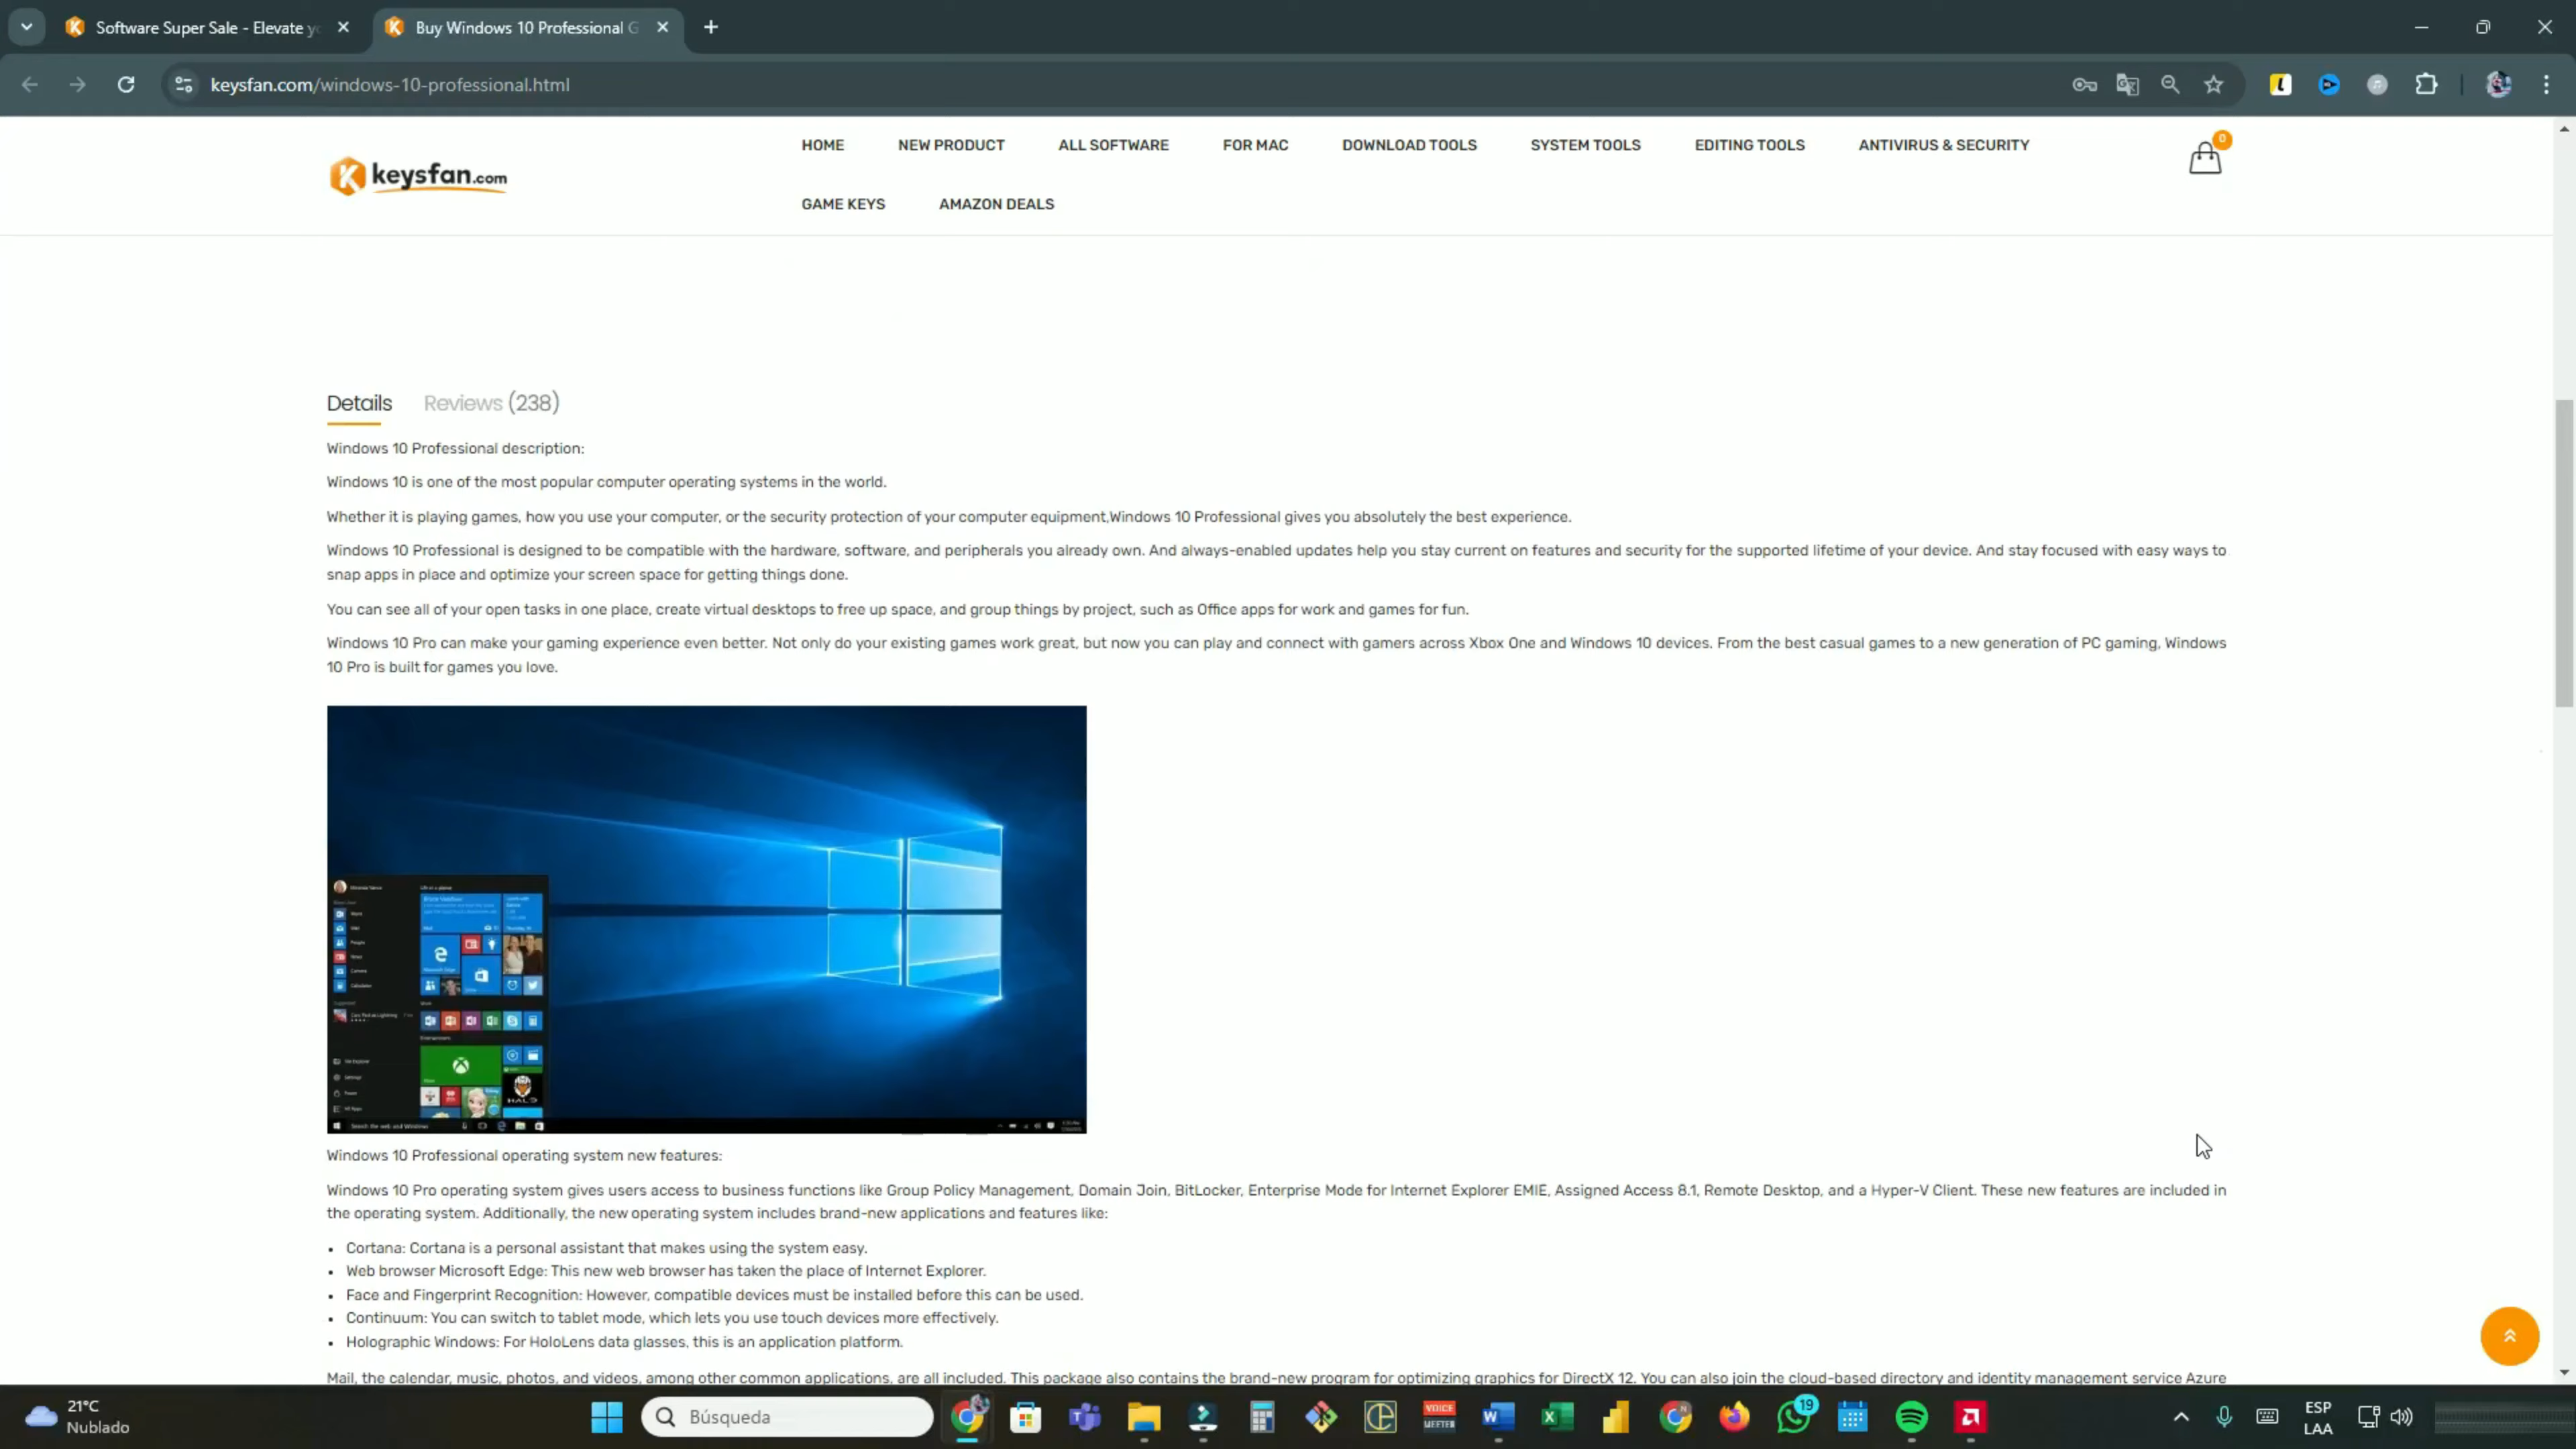 Software Super Sale - Elevate y
Buy Windows 10 Professional G
keysfan.com/windows-10-professional.html
keysfan.com
HOME NEW PRODUCT ALL SOFTWARE FOR MAC DOWNLOAD TOOLS SYSTEM TOOLS EDITING TOOLS ANTIVIRUS & SECURITY
0
GAME KEYS AMAZON DEALS
Details Reviews (238)
Windows 10 Professional description:
Windows 10 is one of the most popular computer operating systems in the world.
Whether it is playing games, how you use your computer, or the security protection of your computer equipment,Windows 10 Professional gives you absolutely the best experience.
Windows 10 Professional is designed to be compatible with the hardware, software, and peripherals you already own. And always-enabled updates help you stay current on features and security for the supported lifetime of your device. And stay focused with easy ways to
snap apps in place and optimize your screen space for getting things done.
You can see all of your open tasks in one place, create virtual desktops to free up space, and group things by project, such as Office apps for work and games for fun.
Windows 10 Pro can make your gaming experience even better. Not only do your existing games work great, but now you can play and connect with gamers across Xbox One and Windows 10 devices. From the best casual games to a new generation of PC gaming, Windows
10 Pro is built for games you love.
Search the web and Windows
Windows 10 Professional operating system new features:
Windows 10 Pro operating system gives users access to business functions like Group Policy Management, Domain Join, BitLocker, Enterprise Mode for Internet Explorer EMIE, Assigned Access 8.1, Remote Desktop, and a Hyper-V Client. These new features are included in
the operating system. Additionally, the new operating system includes brand-new applications and features like:
• Cortana: Cortana is a personal assistant that makes using the system easy.
• Web browser Microsoft Edge: This new web browser has taken the place of Internet Explorer.
• Face and Fingerprint Recognition: However, compatible devices must be installed before this can be used.
• Continuum: You can switch to tablet mode, which lets you use touch devices more effectively.
• Holographic Windows: For HoloLens data glasses, this is an application platform.
Mail, the calendar, music, photos, and videos, among other common applications, are all included. This package also contains the brand-new program for optimizing graphics for DirectX 12. You can also join the cloud-based directory and identity management service Azure
21°C
Nublado
Búsqueda
VOICE
MEETER
19
ESP
LAA